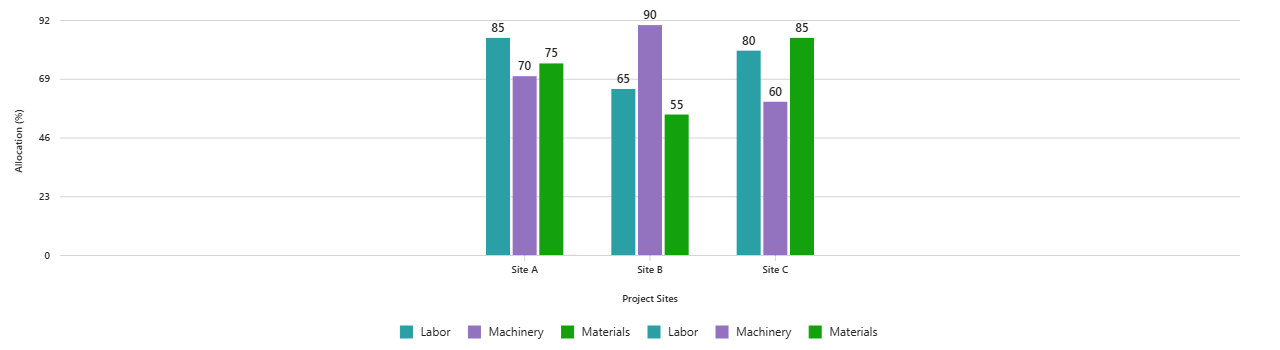 92
69
46
23
0
Allocation (%)
85
70
75
65
90
55
80
60
85
Site A
Site B
Site C
Project Sites
Labor Machinery Materials Labor Machinery Materials